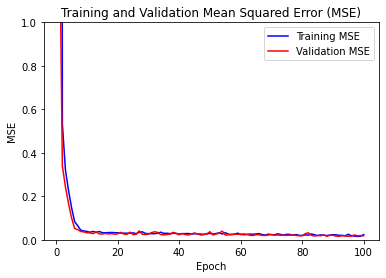 Training and Validation Mean Squared Error (MSE)
1.0
0.8
0.6
0.4
0.2
0.0
MSE
Training MSE
Validation MSE
0
20
40
60
80
100
Epoch